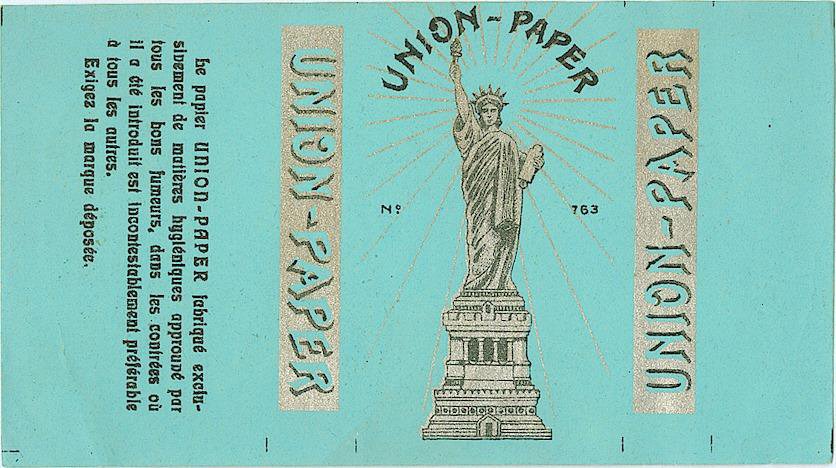 Le papier UNION-PAPER fabriqué exclu-
sivement de matières hygiéniques approuvé par
tous les bons fumeurs, dans les contrées où
il a été introduit est incontestablement préférable
à tous les autres.
Exigez la marque déposée.
UNION-PAPER
UNION-PAPER
Nº 763
UNION-PAPER